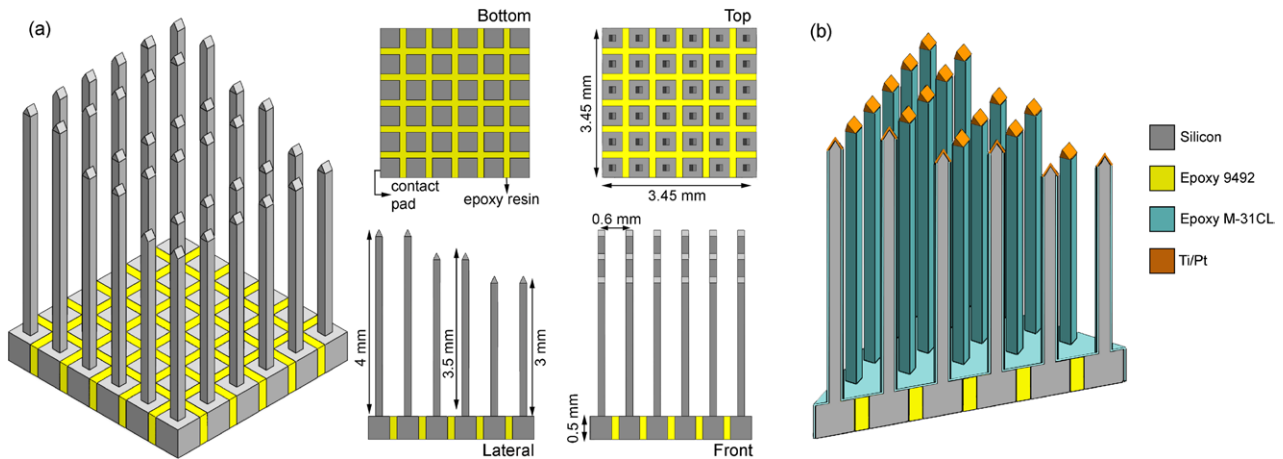 (a)
Bottom
Top
(b)
3.45 mm
3.45 mm
contact
pad
epoxy resin
Silicon
Epoxy 9492
Epoxy M-31CL
Ti/Pt
4 mm
3.5 mm
3 mm
Lateral
0.6 mm
0.5 mm
Front